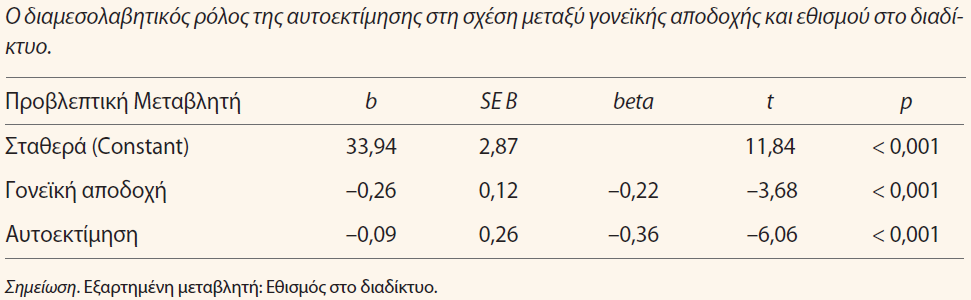 Ο διαμεσολαβητικός ρόλος της αυτοεκτίμησης στη σχέση μεταξύ γονεϊκής αποδοχής και εθισμού στο διαδί-
κτυο.
Προβλεπτική Μεταβλητή b SE B beta t p
Σταθερά (Constant) 33,94 2,87 11,84 < 0,001
Γονεϊκή αποδοχή –0,26 0,12 –0,22 –3,68 < 0,001
Αυτοεκτίμηση –0,09 0,26 –0,36 –6,06 < 0,001
Σημείωση. Εξαρτημένη μεταβλητή: Εθισμός στο διαδίκτυο.